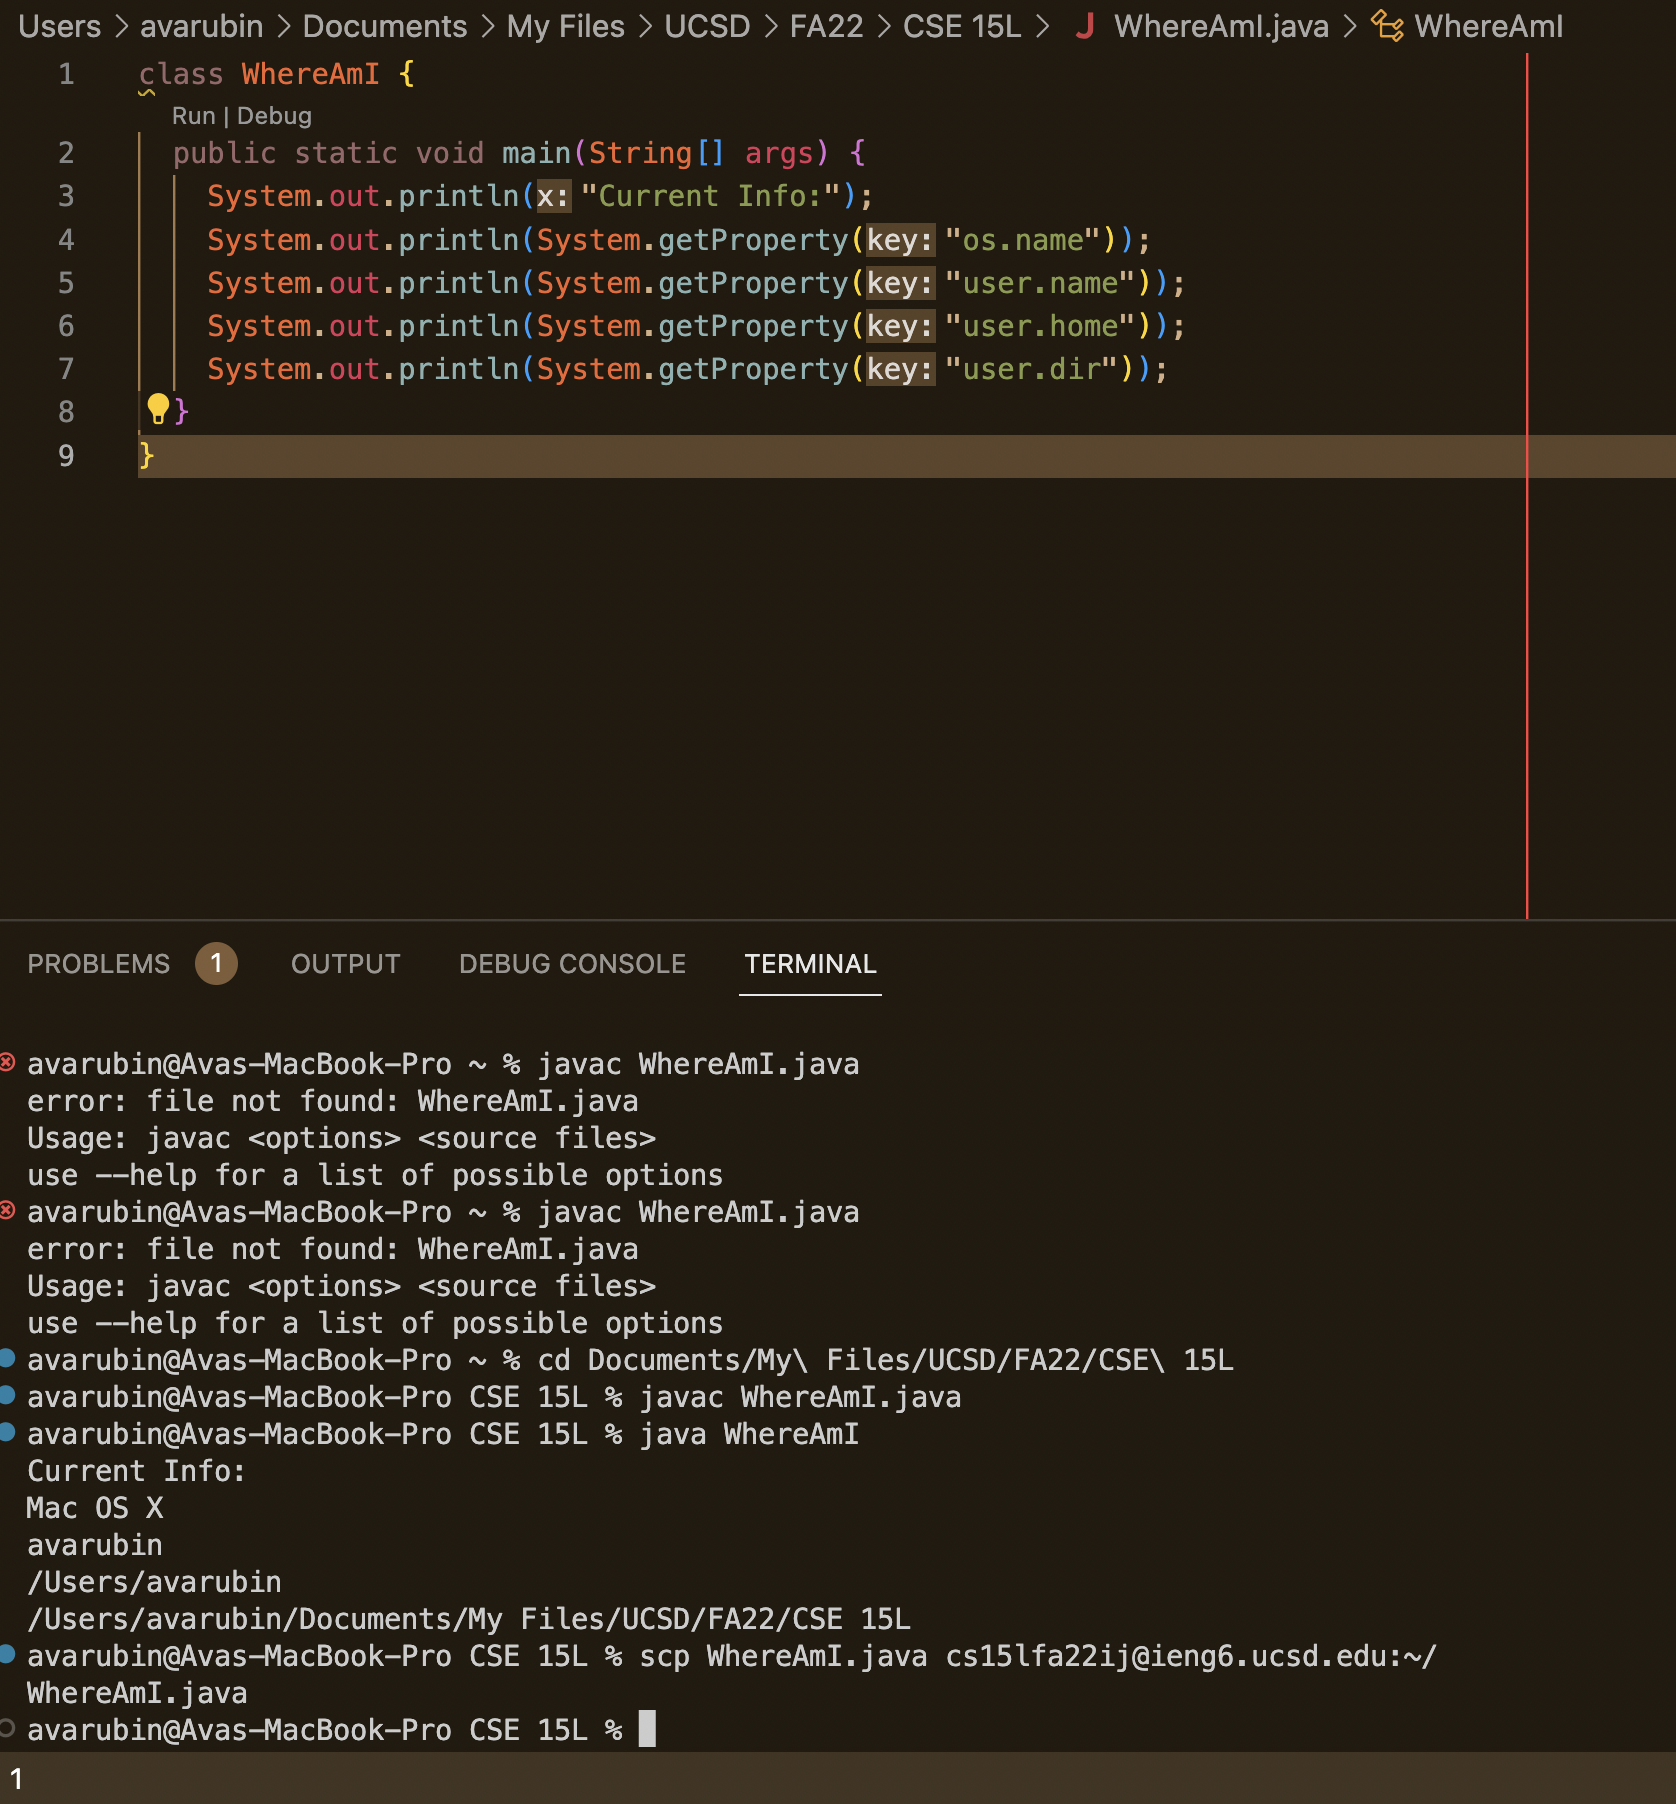 Users > avarubin > Documents > My Files > UCSD > FA22 > CSE 15L > J WhereAmI.java > WhereAmI
1 class WhereAmI {
Run | Debug
2 public static void main(String[] args) {
3 System.out.println(x: "Current Info:");
4 System.out.println(System.getProperty(key: "os.name"));
5 System.out.println(System.getProperty(key: "user.name"));
6 System.out.println(System.getProperty(key: "user.home"));
7 System.out.println(System.getProperty(key: "user.dir"));
8 }
9 }
PROBLEMS 1 OUTPUT DEBUG CONSOLE TERMINAL
avarubin@Avas-MacBook-Pro ~ % javac WhereAmI.java
error: file not found: WhereAmI.java
Usage: javac <options> <source files>
use --help for a list of possible options
avarubin@Avas-MacBook-Pro ~ % javac WhereAmI.java
error: file not found: WhereAmI.java
Usage: javac <options> <source files>
use --help for a list of possible options
avarubin@Avas-MacBook-Pro ~ % cd Documents/My\ Files/UCSD/FA22/CSE\ 15L
avarubin@Avas-MacBook-Pro CSE 15L % javac WhereAmI.java
avarubin@Avas-MacBook-Pro CSE 15L % java WhereAmI
Current Info:
Mac OS X
avarubin
/Users/avarubin
/Users/avarubin/Documents/My Files/UCSD/FA22/CSE 15L
avarubin@Avas-MacBook-Pro CSE 15L % scp WhereAmI.java cs15lfa22ij@ieng6.ucsd.edu:~/
WhereAmI.java
avarubin@Avas-MacBook-Pro CSE 15L %
1